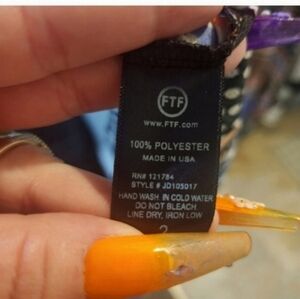 FTF
www.FTF.com
100% POLYESTER
MADE IN USA
RN# 121784
STYLE # JD105017
HAND WASH IN COLD WATER
DO NOT BLEACH
LINE DRY, IRON LOW